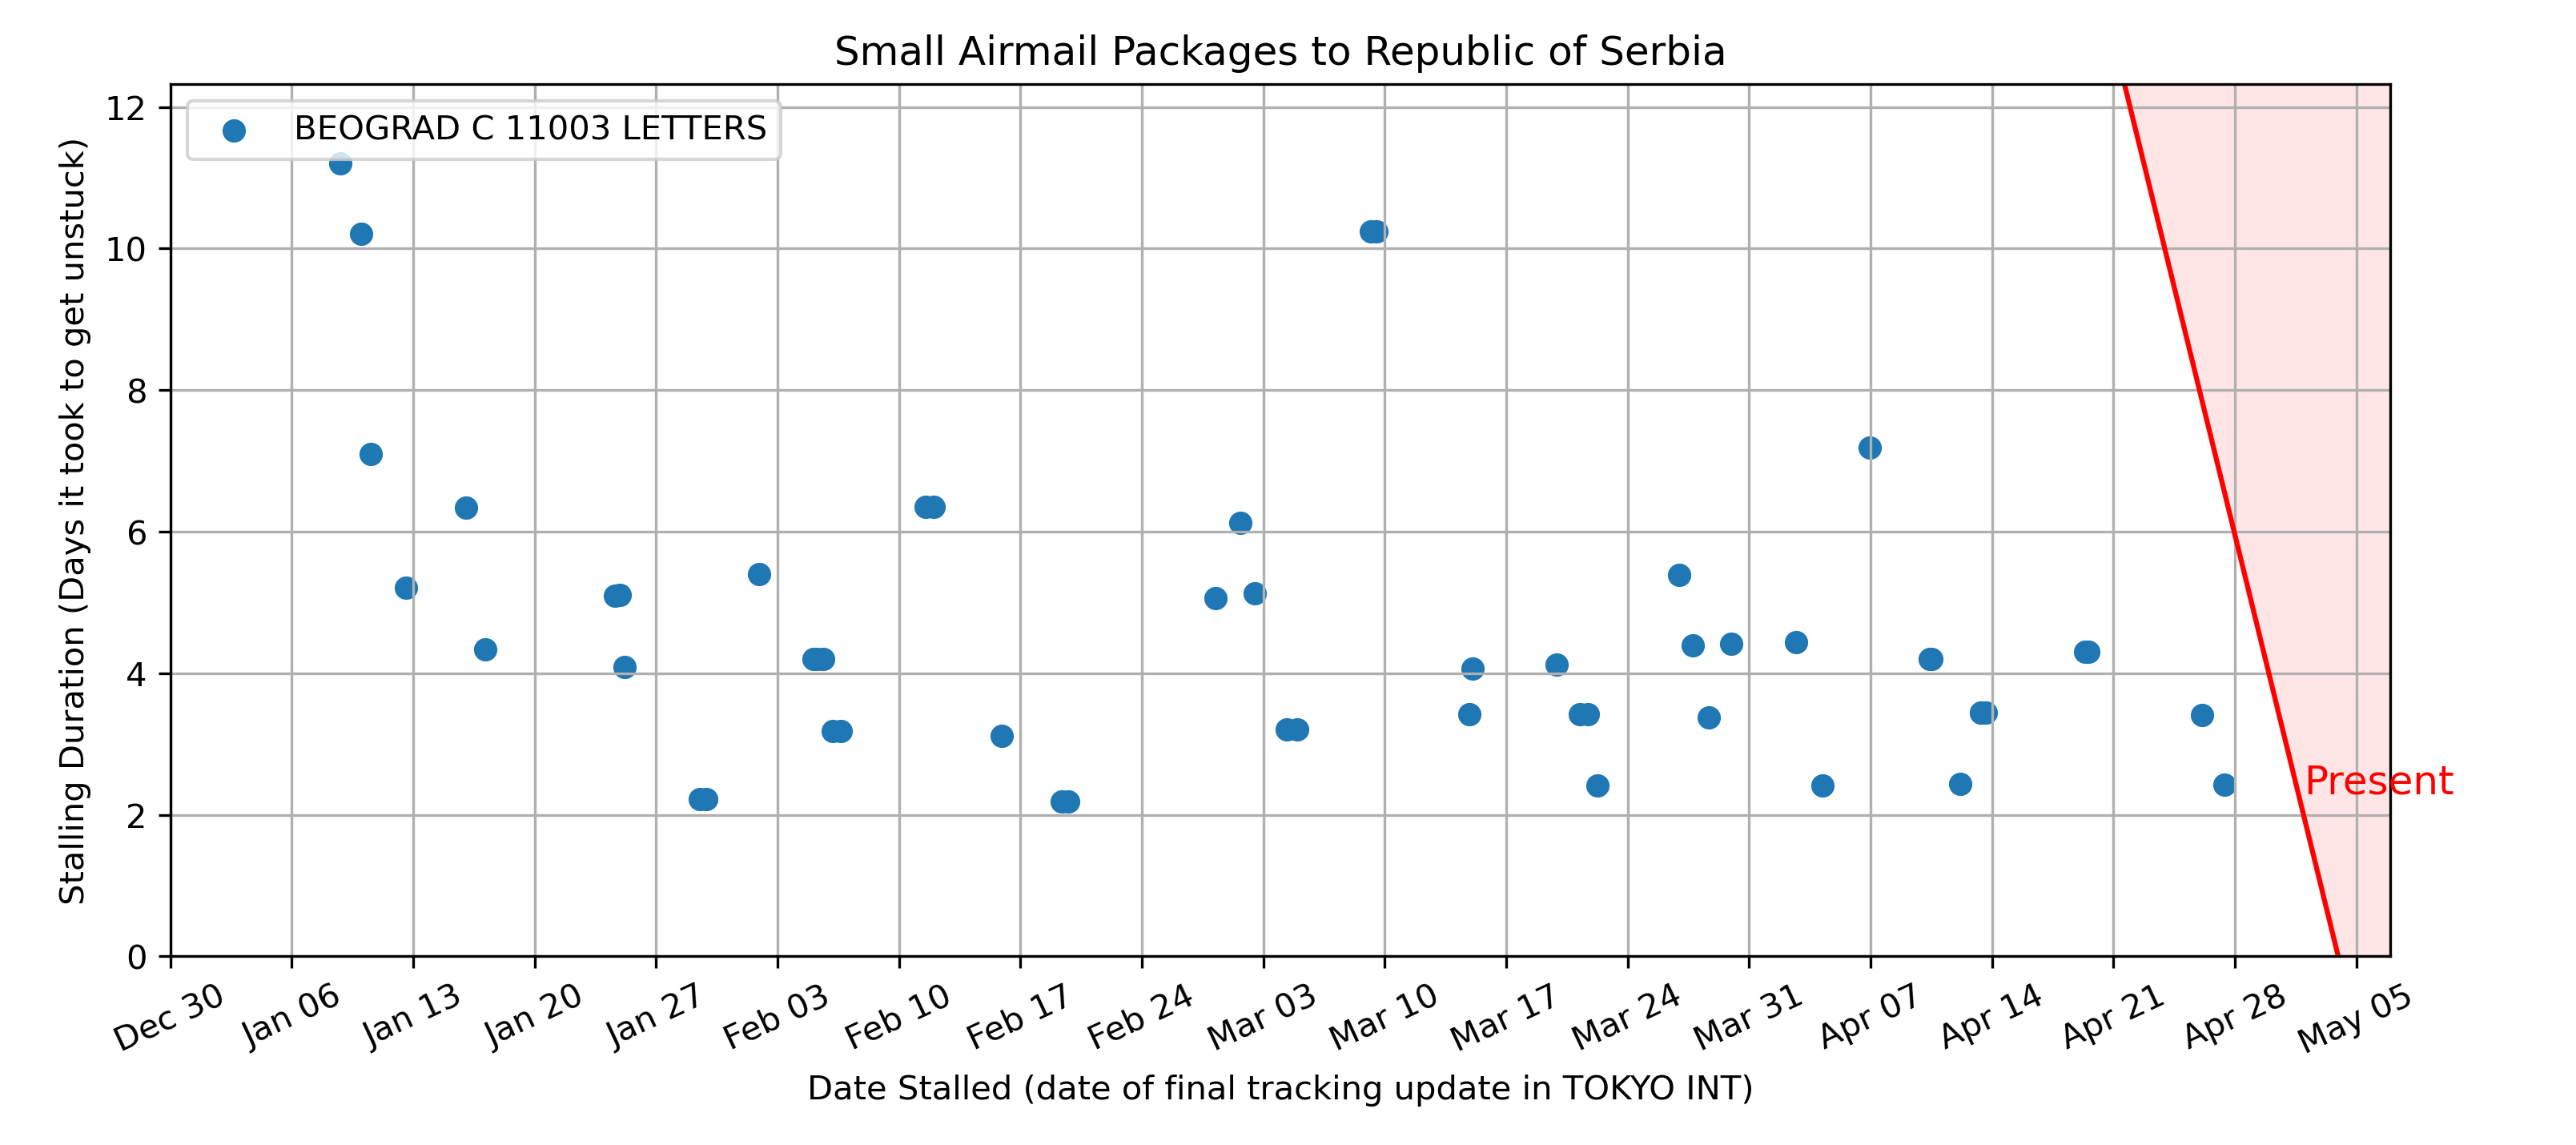 Small Airmail Packages to Republic of Serbia
BEOGRAD C 11003 LETTERS
Stalling Duration (Days it took to get unstuck)
12
10
8
6
4
2
0
Present
Dec 30 Jan 06 Jan 13 Jan 20 Jan 27 Feb 03 Feb 10 Feb 17 Feb 24 Mar 03 Mar 10 Mar 17 Mar 24 Mar 31 Apr 07 Apr 14 Apr 21 Apr 28 May 05
Date Stalled (date of final tracking update in TOKYO INT)